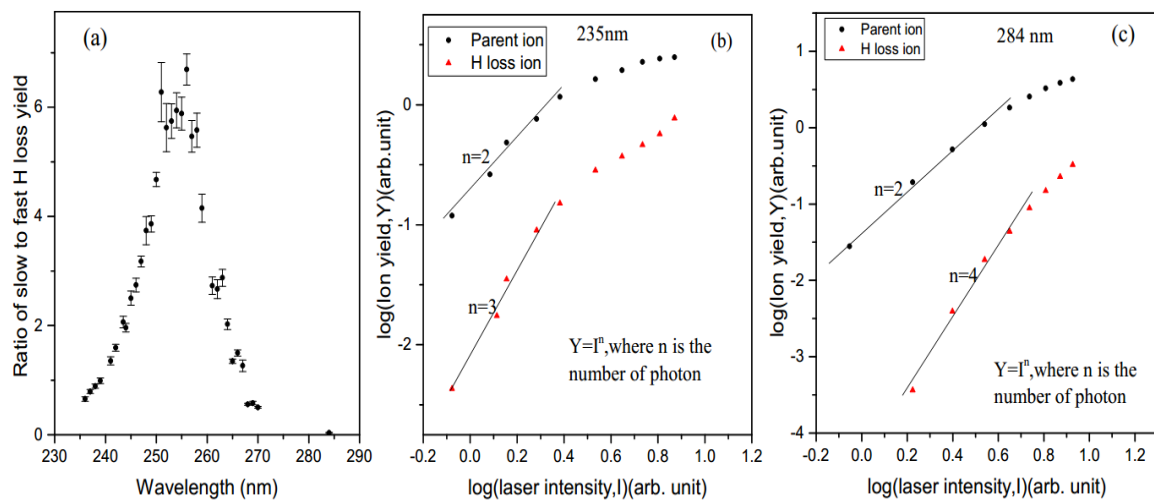 (a)
Ratio of slow to fast H loss yield
6
4
2
0
230 240 250 260 270 280 290
Wavelength (nm)
Parent ion
H loss ion
235nm
(b)
log(Ion yield,Y)(arb.unit)
0
-1
-2
n=2
n=3
Y=Iⁿ,where n is the
number of photon
-0.2 0.0 0.2 0.4 0.6 0.8 1.0 1.2
log(laser intensity,I)(arb. unit)
Parent ion
H loss ion
284 nm
(c)
log(Ion yield,Y)(arb.unit)
1
0
-1
-2
-3
-4
n=2
n=4
Y=Iⁿ,where n is the
number of photon
-0.2 0.0 0.2 0.4 0.6 0.8 1.0 1.2
log(laser intensity,I)(arb. unit)